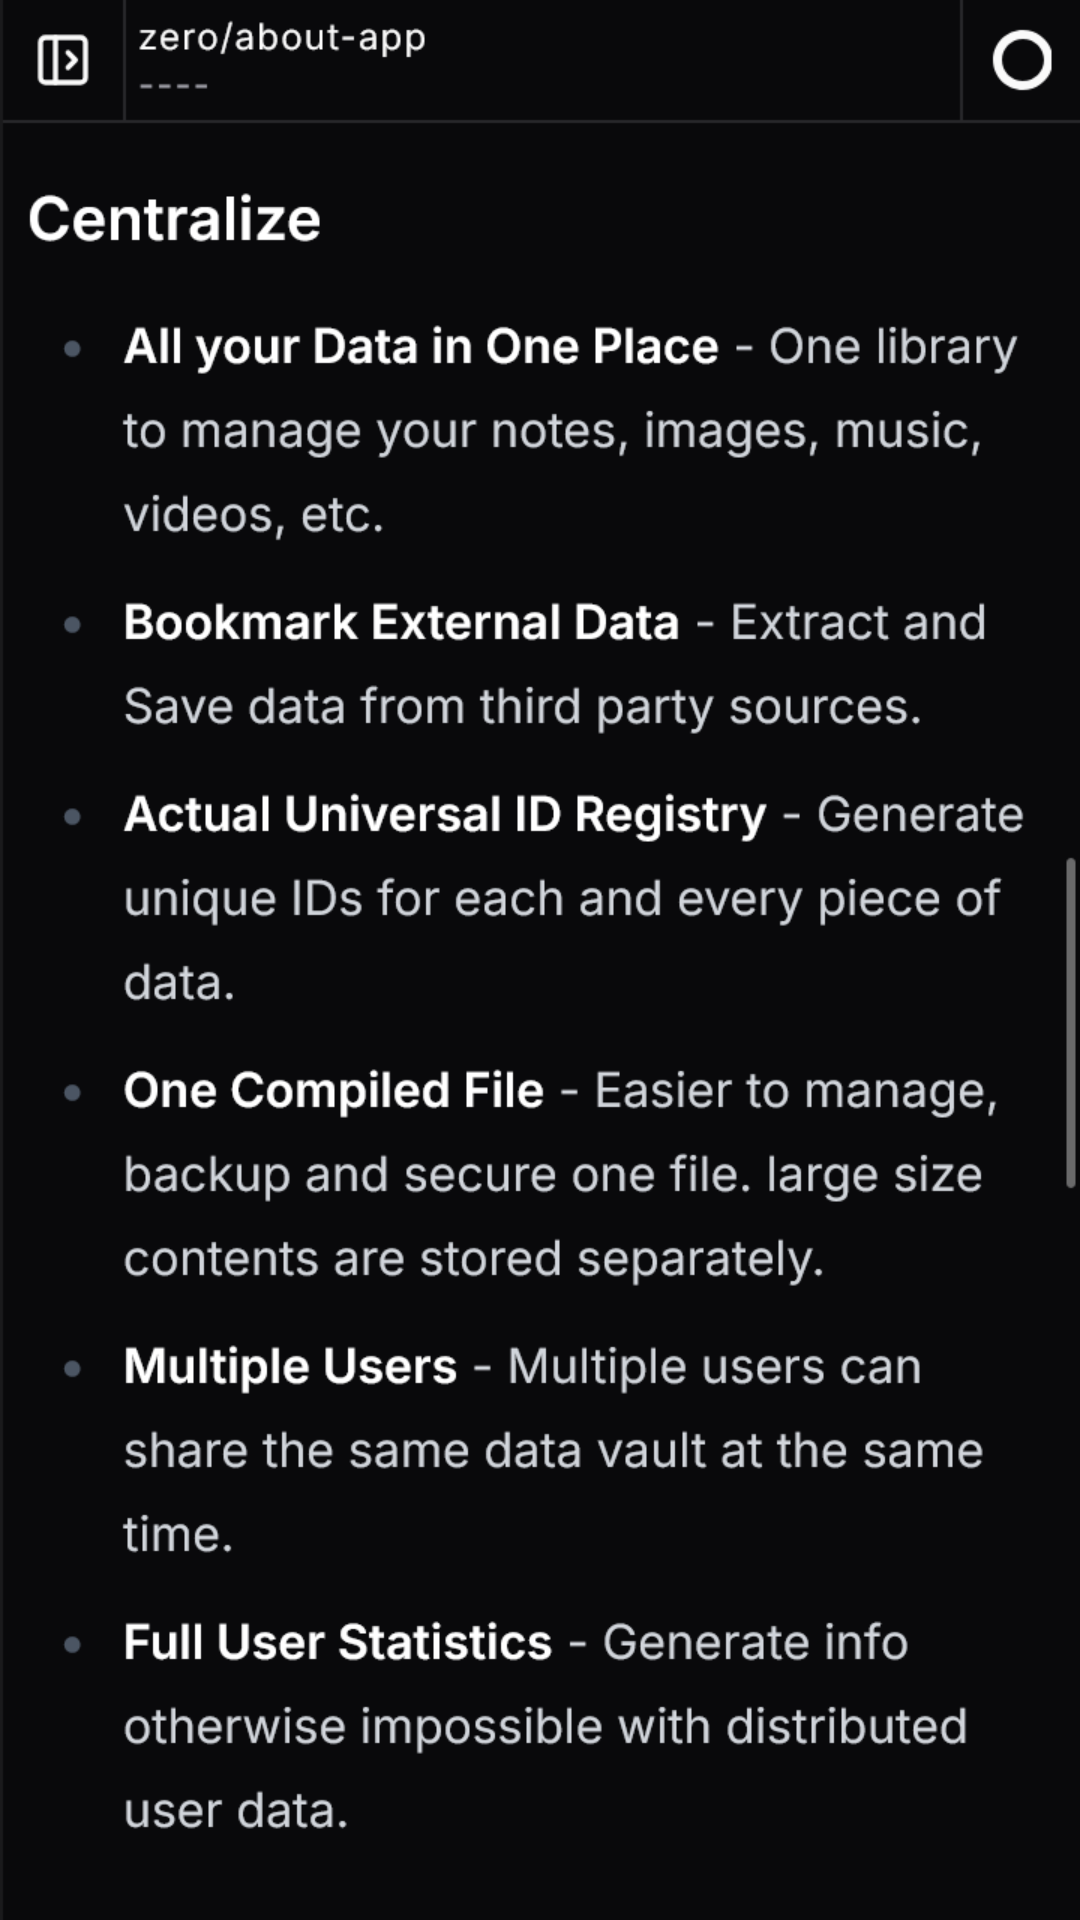 zero/about-app
----
Centralize
All your Data in One Place - One library
to manage your notes, images, music,
videos, etc.
Bookmark External Data - Extract and
Save data from third party sources.
Actual Universal ID Registry - Generate
unique IDs for each and every piece of
data.
One Compiled File - Easier to manage,
backup and secure one file. large size
contents are stored separately.
Multiple Users - Multiple users can
share the same data vault at the same
time.
Full User Statistics - Generate info
otherwise impossible with distributed
user data.